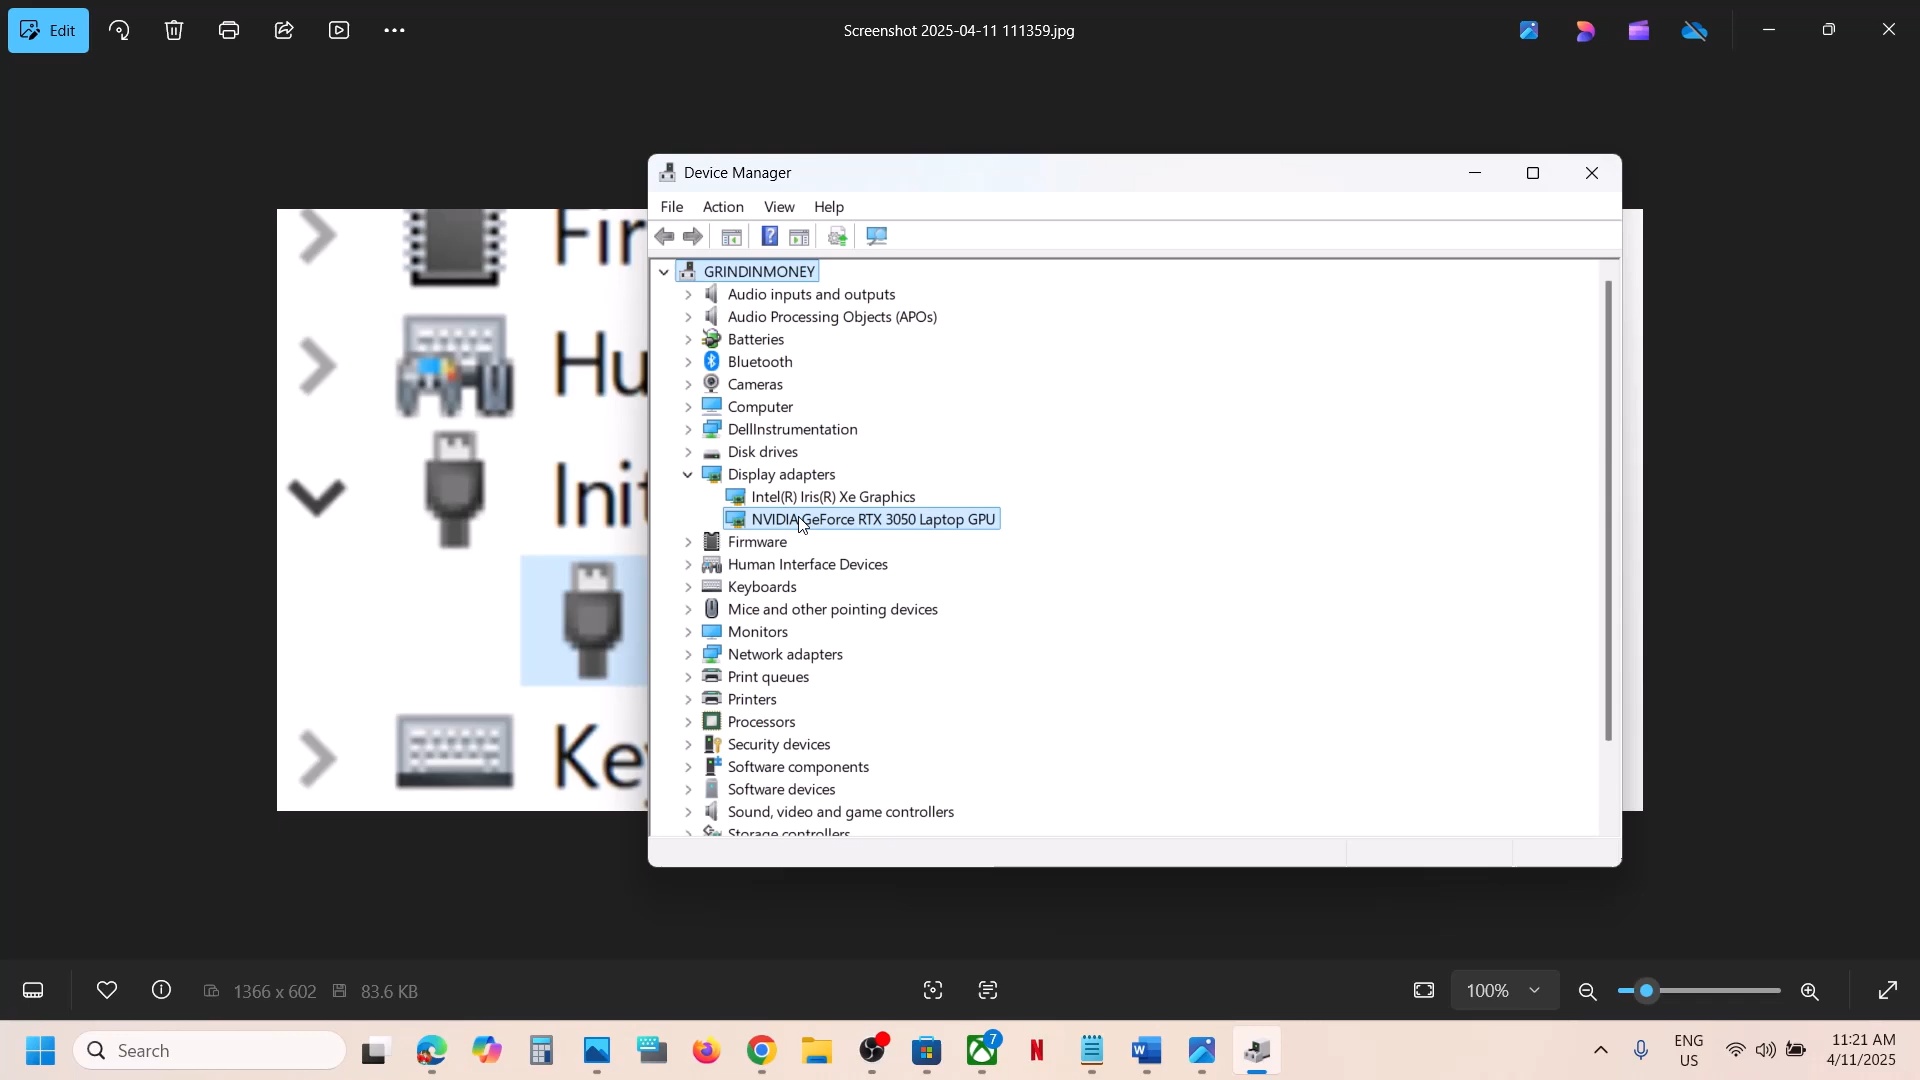 Edit
Screenshot 2025-04-11 111359.jpg
Device Manager
File Action View Help
GRINDINMONEY
Audio inputs and outputs
Audio Processing Objects (APOs)
Batteries
Bluetooth
Cameras
Computer
DellInstrumentation
Disk drives
Display adapters
Intel(R) Iris(R) Xe Graphics
NVIDIA GeForce RTX 3050 Laptop GPU
Firmware
Human Interface Devices
Keyboards
Mice and other pointing devices
Monitors
Network adapters
Print queues
Printers
Processors
Security devices
Software components
Software devices
Sound, video and game controllers
Storage controllers
Fir
Hu
Init
Key
1366 x 602 83.6 KB
100%
Search
7
N
ENG
US
11:21 AM
4/11/2025